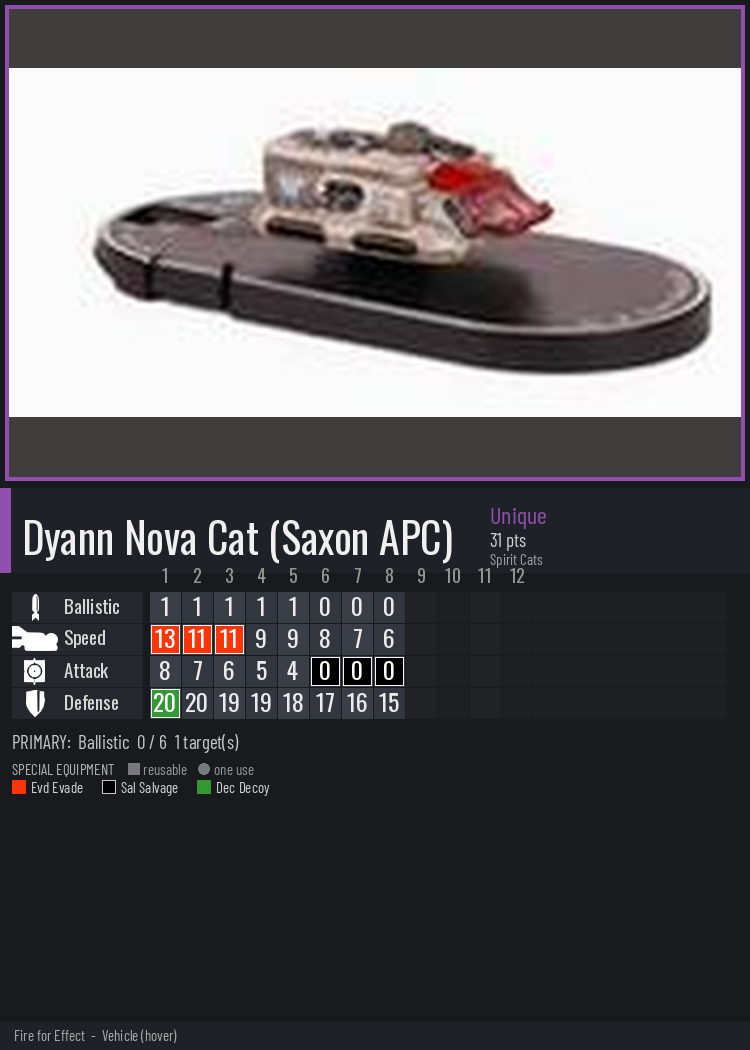 Dyann Nova Cat (Saxon APC)
Unique
31 pts
Spirit Cats
1 2 3 4 5 6 7 8 9 10 11 12
Ballistic 1 1 1 1 1 0 0 0
Speed 13 11 11 9 9 8 7 6
Attack 8 7 6 5 4 0 0 0
Defense 20 20 19 19 18 17 16 15
PRIMARY: Ballistic 0 / 6 1 target(s)
SPECIAL EQUIPMENT reusable one use
Evd Evade Sal Salvage Dec Decoy
Fire for Effect - Vehicle (hover)